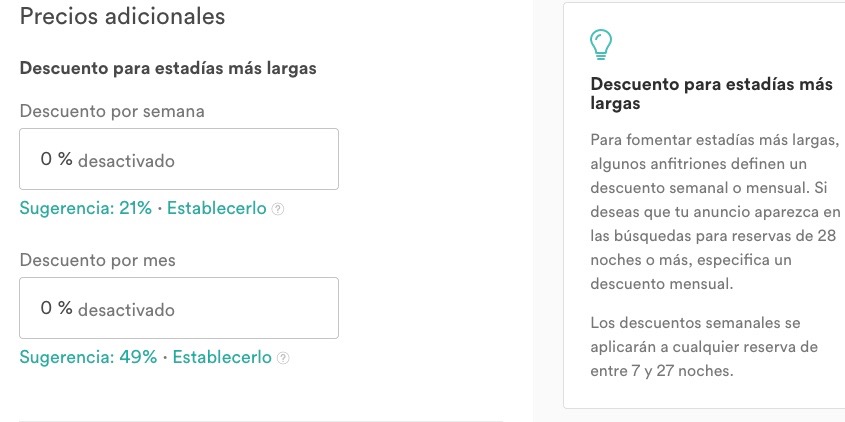 Precios adicionales
Descuento para estadías más largas
Descuento por semana
0 % desactivado
Sugerencia: 21% · Establecerlo ?
Descuento por mes
0 % desactivado
Sugerencia: 49% · Establecerlo ?
Descuento para estadías más
largas
Para fomentar estadías más largas,
algunos anfitriones definen un
descuento semanal o mensual. Si
deseas que tu anuncio aparezca en
las búsquedas para reservas de 28
noches o más, especifica un
descuento mensual.
Los descuentos semanales se
aplicarán a cualquier reserva de
entre 7 y 27 noches.